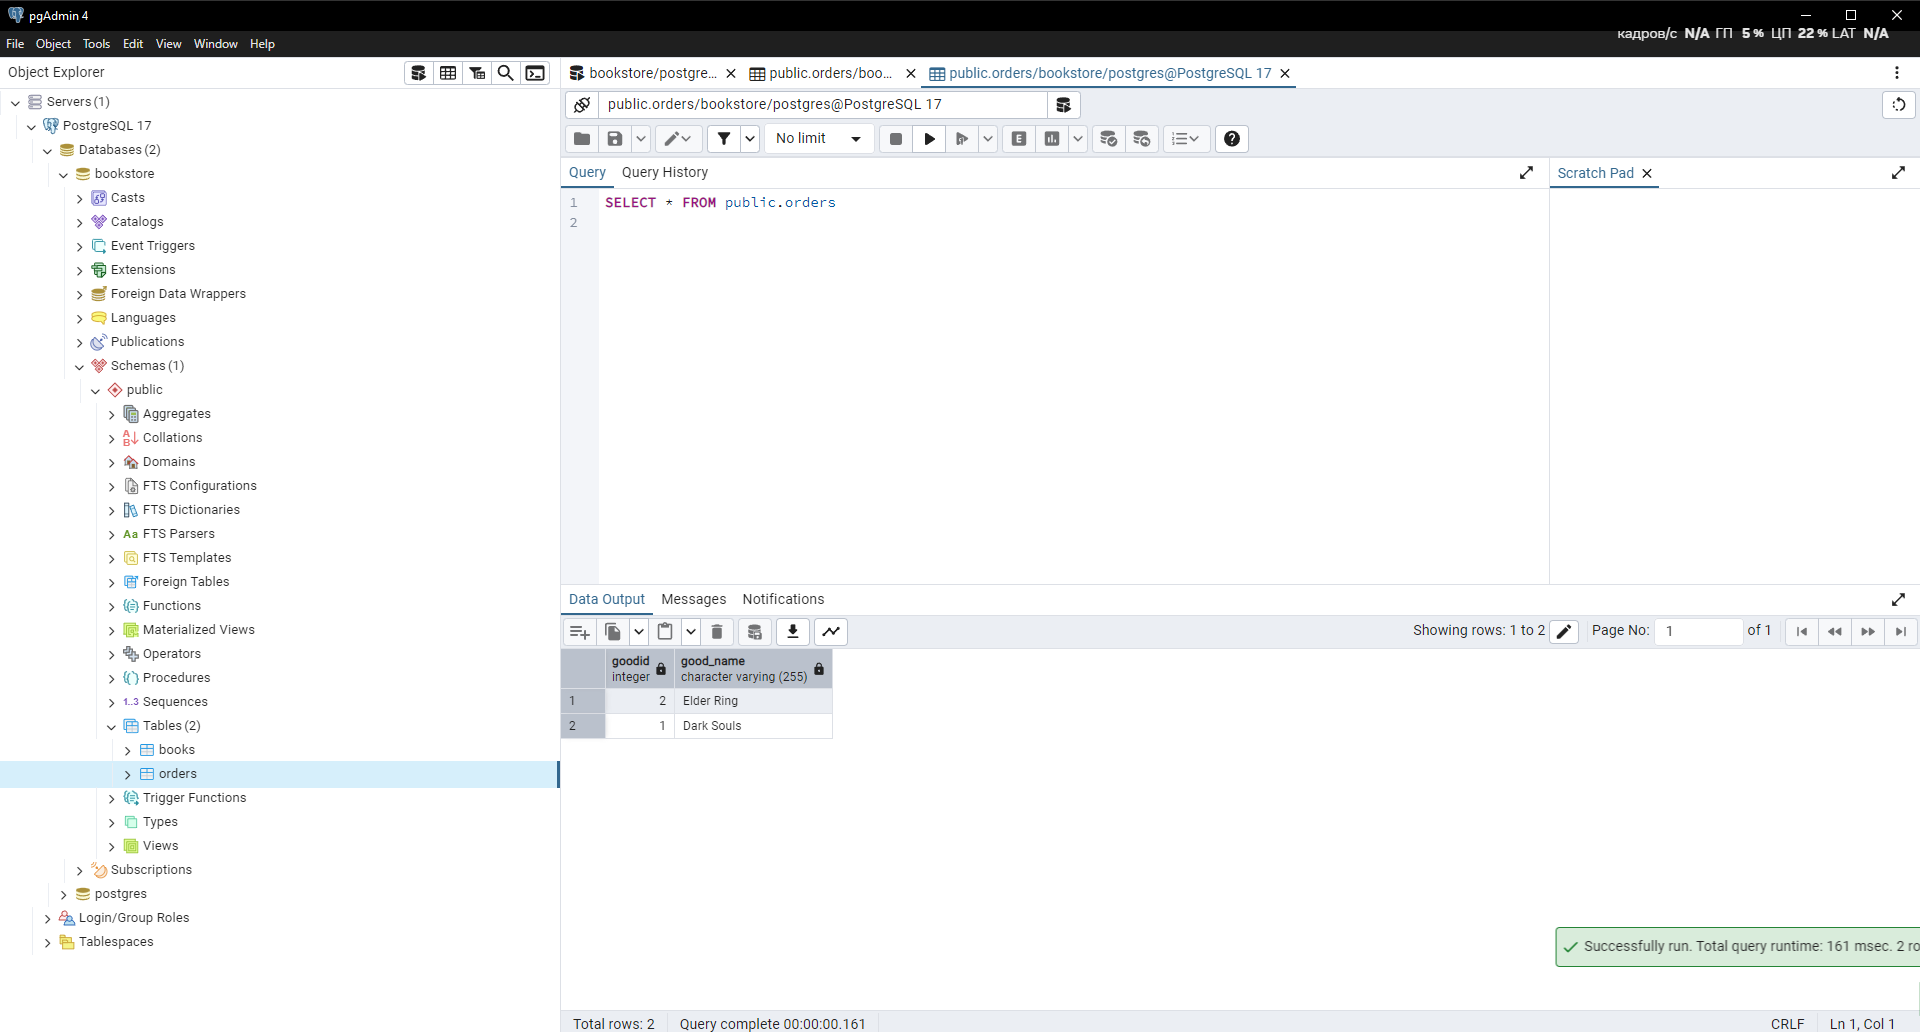 pgAdmin 4
File Object Tools Edit View Window Help
кадров/с N/A ГП 5 % ЦП 22 % LAT N/A
Object Explorer
Servers (1)
PostgreSQL 17
Databases (2)
bookstore
Casts
Catalogs
Event Triggers
Extensions
Foreign Data Wrappers
Languages
Publications
Schemas (1)
public
Aggregates
Collations
Domains
FTS Configurations
FTS Dictionaries
Aa FTS Parsers
FTS Templates
Foreign Tables
Functions
Materialized Views
Operators
Procedures
1..3 Sequences
Tables (2)
books
orders
Trigger Functions
Types
Views
Subscriptions
postgres
Login/Group Roles
Tablespaces
bookstore/postgre... public.orders/boo... public.orders/bookstore/postgres@PostgreSQL 17
public.orders/bookstore/postgres@PostgreSQL 17
No limit E
Query Query History
Scratch Pad
1 SELECT * FROM public.orders
2
Data Output Messages Notifications
Showing rows: 1 to 2 Page No: 1 of 1
goodid good_name
integer character varying (255)
1 2 Elder Ring
2 1 Dark Souls
Successfully run. Total query runtime: 161 msec. 2 ro
Total rows: 2 Query complete 00:00:00.161 CRLF Ln 1, Col 1